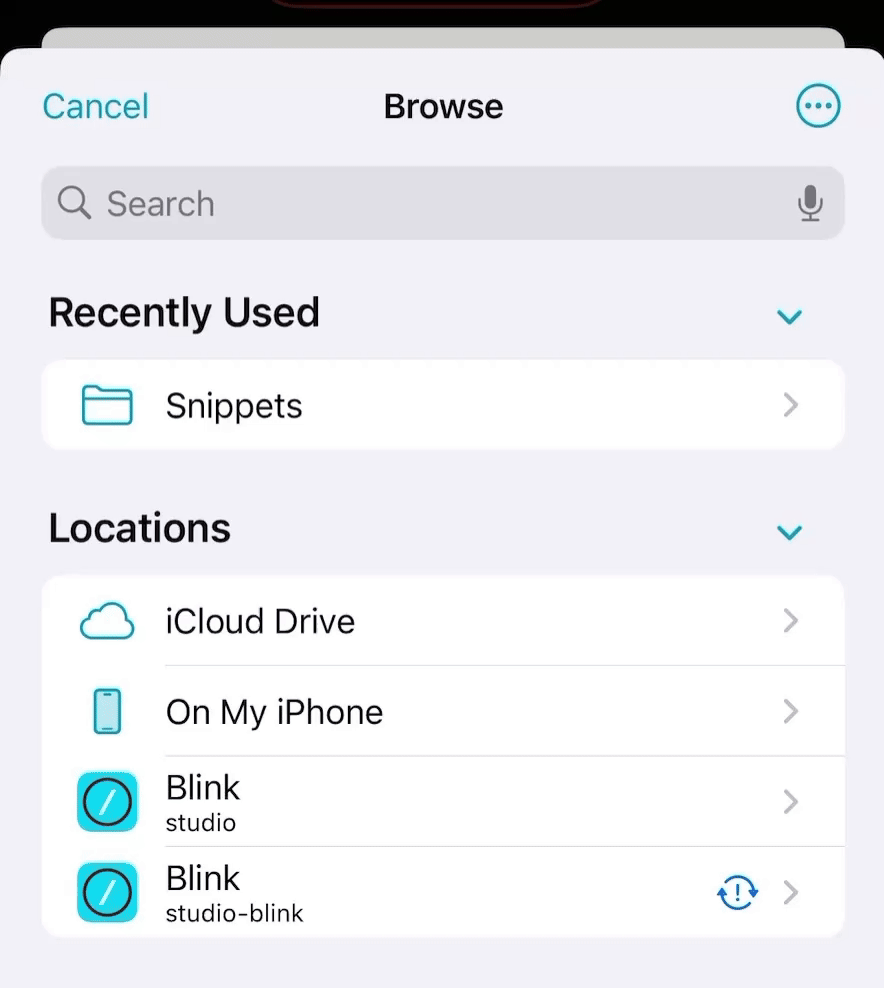 Cancel
Browse
Search
Recently Used
Snippets
Locations
iCloud Drive
On My iPhone
Blink
studio
Blink
studio-blink